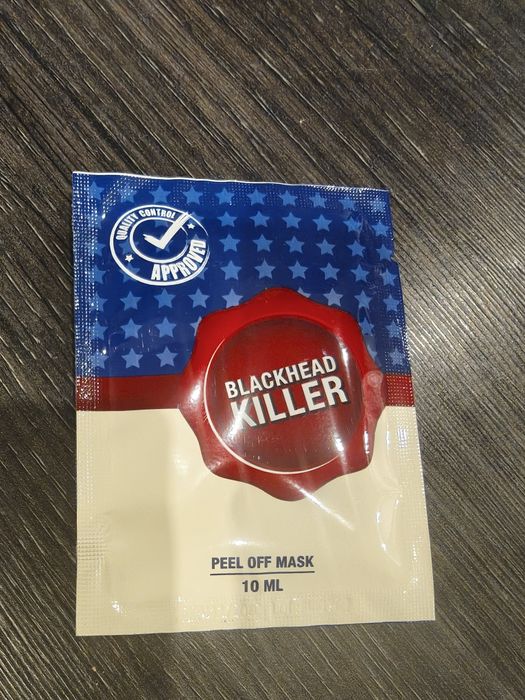 QUALITY CONTROL
APPROVED
BLACKHEAD
KILLER
PEEL OFF MASK
10 ML